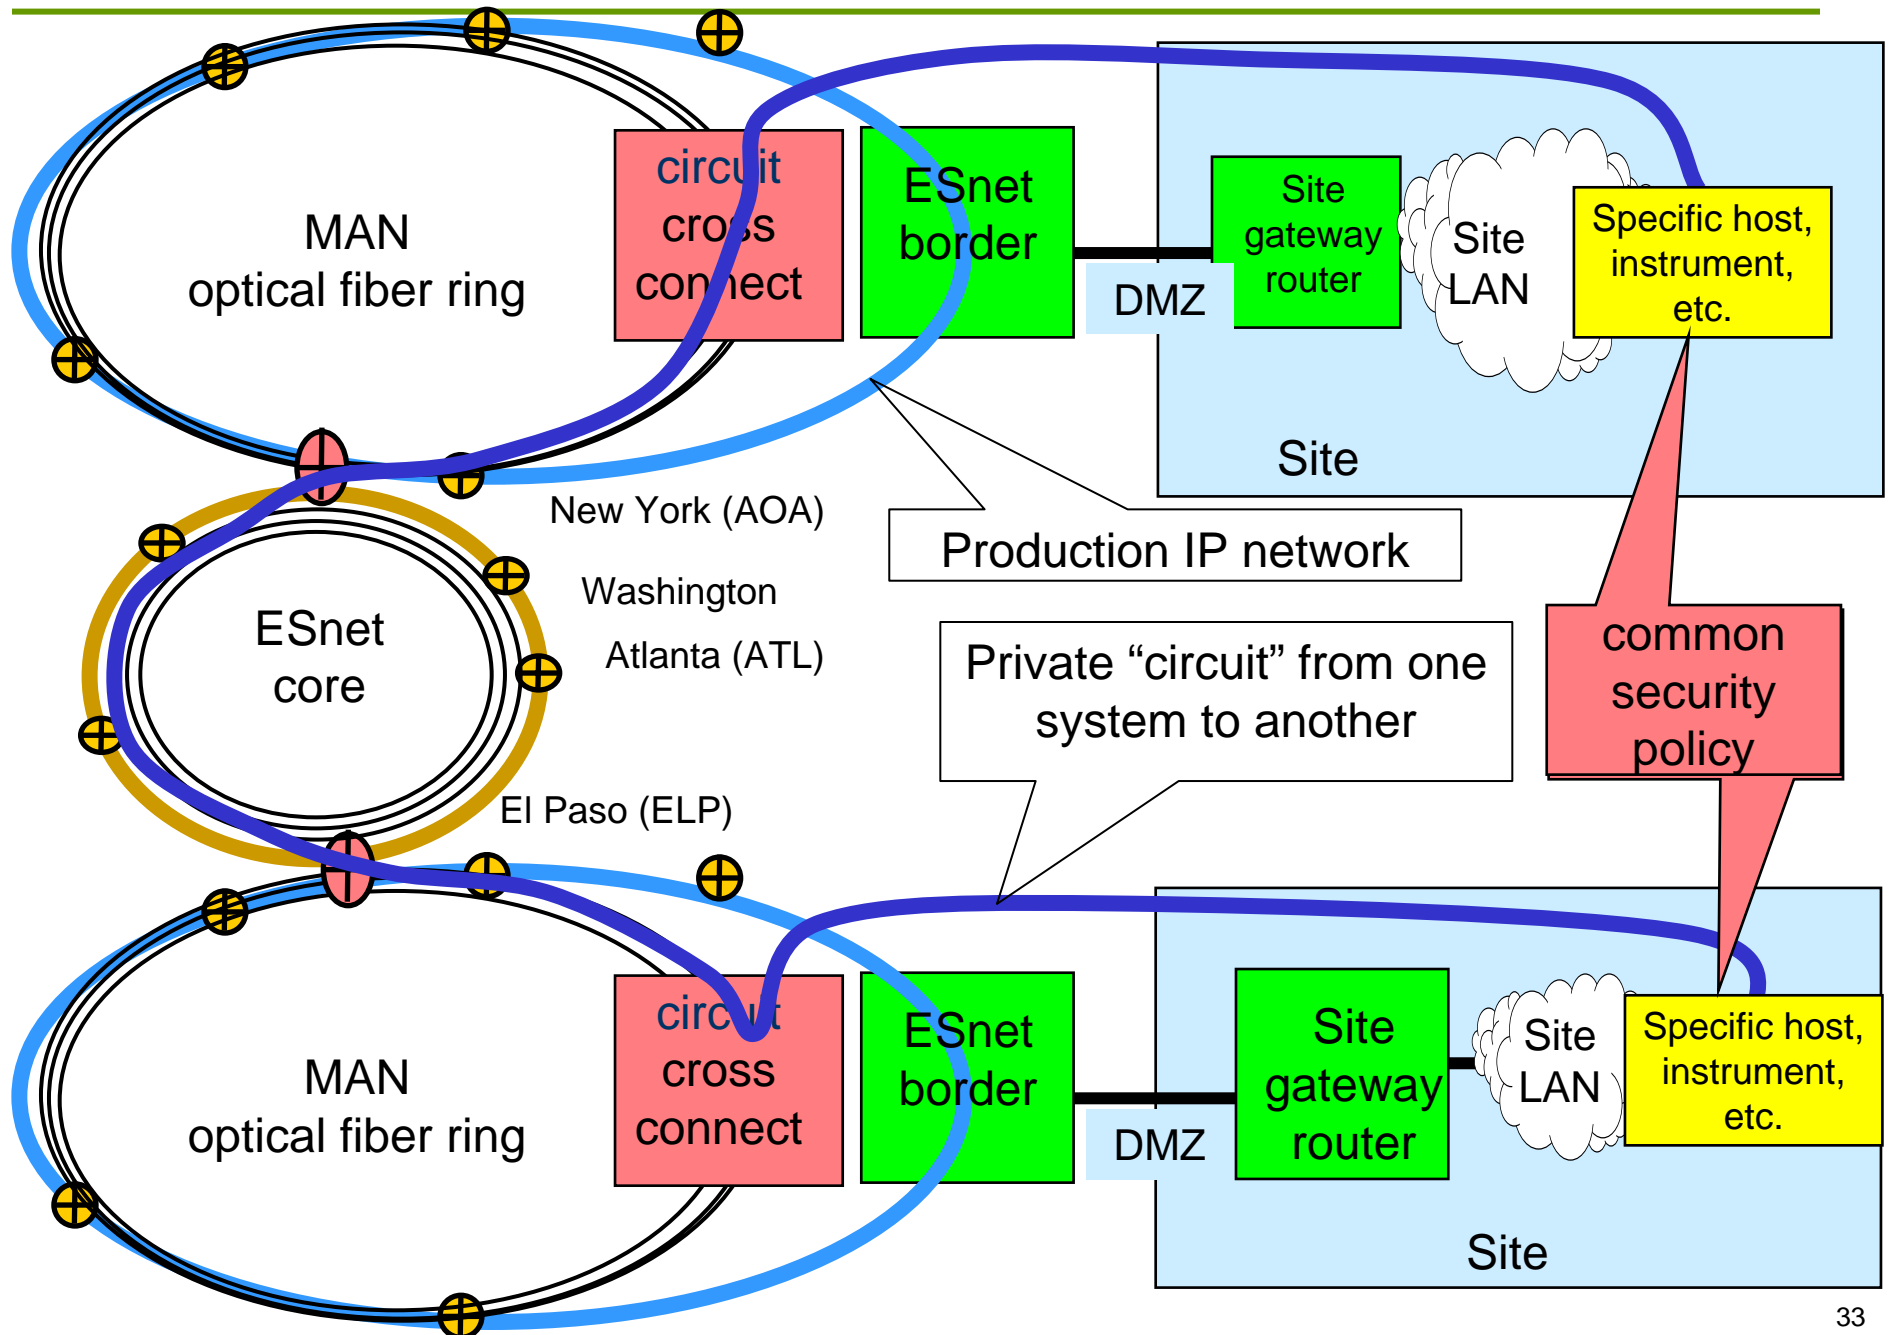 circuit
cross
connect
ESnet
border
Site
gateway
router
Site
LAN
Specific host,
instrument,
etc.
MAN
optical fiber ring
DMZ
Site
New York (AOA)
Production IP network
Washington
ESnet
core
Atlanta (ATL)
Private “circuit” from one
system to another
common
security
policy
El Paso (ELP)
circuit
cross
connect
ESnet
border
Site
gateway
router
Site
LAN
Specific host,
instrument,
etc.
MAN
optical fiber ring
DMZ
Site
33